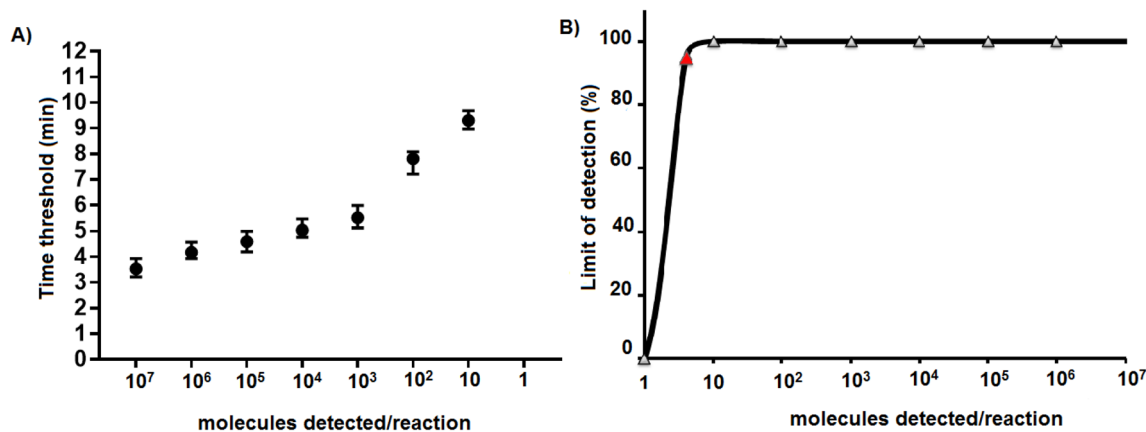 A)
Time threshold (min)
12
11
10
9
8
7
6
5
4
3
2
1
0
10⁷ 10⁶ 10⁵ 10⁴ 10³ 10² 10 1
molecules detected/reaction
B)
Limit of detection (%)
100
80
60
40
20
0
1 10 10² 10³ 10⁴ 10⁵ 10⁶ 10⁷
molecules detected/reaction